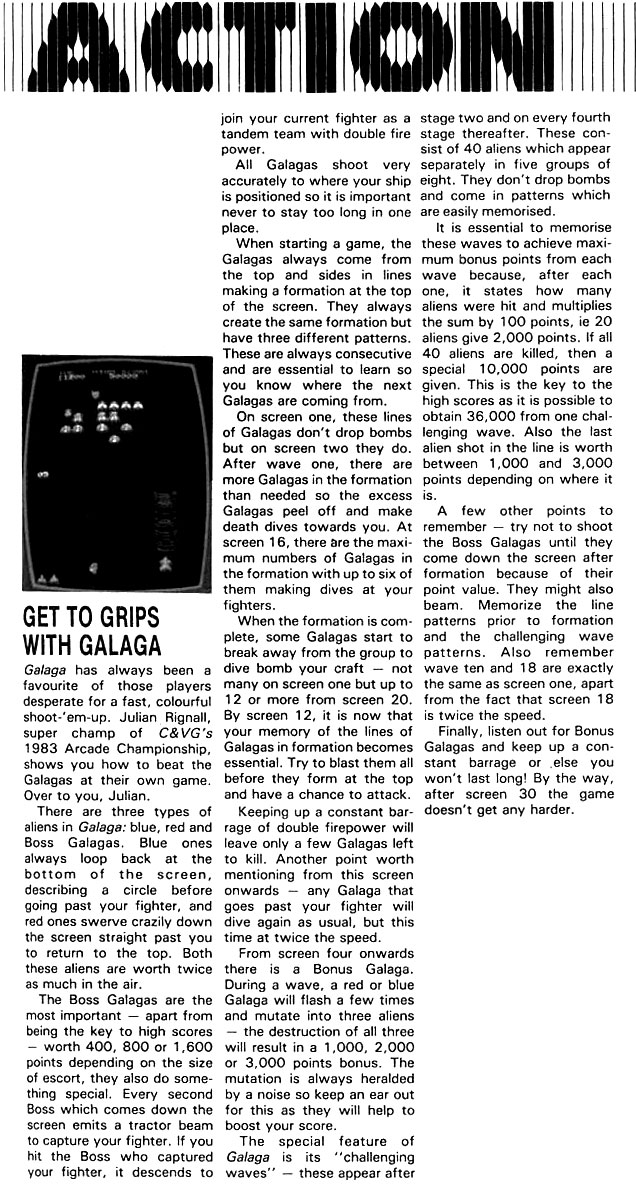 ACTION
GET TO GRIPS
WITH GALAGA
Galaga has always been a
favourite of those players
desperate for a fast, colourful
shoot-'em-up. Julian Rignall,
super champ of C&VG's
1983 Arcade Championship,
shows you how to beat the
Galagas at their own game.
Over to you, Julian.
There are three types of
aliens in Galaga: blue, red and
Boss Galagas. Blue ones
always loop back at the
bottom of the screen,
describing a circle before
going past your fighter, and
red ones swerve crazily down
the screen straight past you
to return to the top. Both
these aliens are worth twice
as much in the air.
The Boss Galagas are the
most important — apart from
being the key to high scores
— worth 400, 800 or 1,600
points depending on the size
of escort, they also do some-
thing special. Every second
Boss which comes down the
screen emits a tractor beam
to capture your fighter. If you
hit the Boss who captured
your fighter, it descends to
join your current fighter as a
tandem team with double fire
power.
All Galagas shoot very
accurately to where your ship
is positioned so it is important
never to stay too long in one
place.
When starting a game, the
Galagas always come from
the top and sides in lines
making a formation at the top
of the screen. They always
create the same formation but
have three different patterns.
These are always consecutive
and are essential to learn so
you know where the next
Galagas are coming from.
On screen one, these lines
of Galagas don't drop bombs
but on screen two they do.
After wave one, there are
more Galagas in the formation
than needed so the excess
Galagas peel off and make
death dives towards you. At
screen 16, there are the maxi-
mum numbers of Galagas in
the formation with up to six of
them making dives at your
fighters.
When the formation is com-
plete, some Galagas start to
break away from the group to
dive bomb your craft — not
many on screen one but up to
12 or more from screen 20.
By screen 12, it is now that
your memory of the lines of
Galagas in formation becomes
essential. Try to blast them all
before they form at the top
and have a chance to attack.
Keeping up a constant bar-
rage of double firepower will
leave only a few Galagas left
to kill. Another point worth
mentioning from this screen
onwards — any Galaga that
goes past your fighter will
dive again as usual, but this
time at twice the speed.
From screen four onwards
there is a Bonus Galaga.
During a wave, a red or blue
Galaga will flash a few times
and mutate into three aliens
— the destruction of all three
will result in a 1,000, 2,000
or 3,000 points bonus. The
mutation is always heralded
by a noise so keep an ear out
for this as they will help to
boost your score.
The special feature of
Galaga is its "challenging
waves" — these appear after
stage two and on every fourth
stage thereafter. These con-
sist of 40 aliens which appear
separately in five groups of
eight. They don't drop bombs
and come in patterns which
are easily memorised.
It is essential to memorise
these waves to achieve maxi-
mum bonus points from each
wave because, after each
one, it states how many
aliens were hit and multiplies
the sum by 100 points, ie 20
aliens give 2,000 points. If all
40 aliens are killed, then a
special 10,000 points are
given. This is the key to the
high scores as it is possible to
obtain 36,000 from one chal-
lenging wave. Also the last
alien shot in the line is worth
between 1,000 and 3,000
points depending on where it
is.
A few other points to
remember — try not to shoot
the Boss Galagas until they
come down the screen after
formation because of their
point value. They might also
beam. Memorize the line
patterns prior to formation
and the challenging wave
patterns. Also remember
wave ten and 18 are exactly
the same as screen one, apart
from the fact that screen 18
is twice the speed.
Finally, listen out for Bonus
Galagas and keep up a con-
stant barrage or else you
won't last long! By the way,
after screen 30 the game
doesn't get any harder.